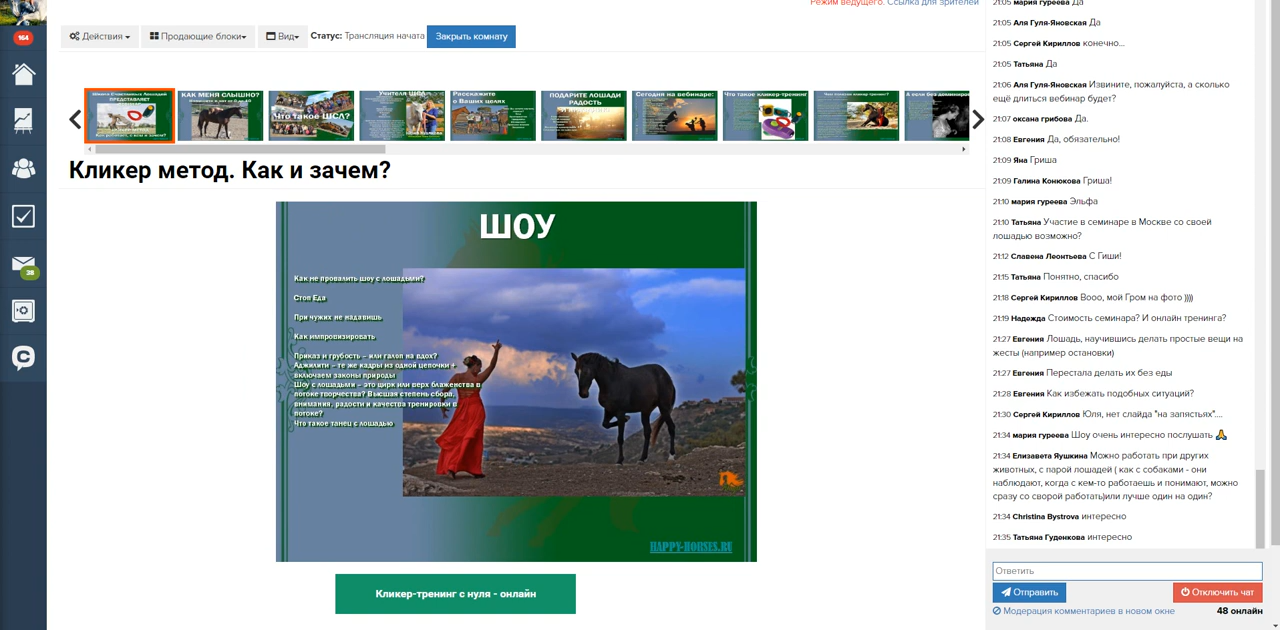 Режим ведущего. Ссылка для зрителей
164
38
Действия
Продающие блоки
Вид
Статус: Трансляция начата
Закрыть комнату
ПРЕДСТАВЛЯЕТ
КАК МЕНЯ СЛЫШНО?
Что такое ШСЛ?
Учителя ШСЛ
Расскажите
о Ваших целях
ПОДАРИТЕ ЛОШАДИ
РАДОСТЬ
Сегодня на вебинаре:
Что такое кликер-тренинг
Кликер метод. Как и зачем?
ШОУ
Как не провалить шоу с лошадьми?
Стоп Еда
При чужих не надавишь
Как импровизировать
Приказ и грубость – или галоп на вдох?
Аджилити – те же кадры из одной цепочки +
включаем законы природы
Шоу с лошадьми – это цирк или верх блаженства в
потоке творчества? Высшая степень сбора,
внимания, радости и качества тренировки в
потоке?
Что такое танец с лошадью
HAPPY-HORSES.RU
Кликер-тренинг с нуля - онлайн
21:05 мария гуреева Да
21:05 Аля Гуля-Яновская Да
21:05 Сергей Кириллов конечно...
21:05 Татьяна Да
21:06 Аля Гуля-Яновская Извините, пожалуйста, а сколько
ещё длиться вебинар будет?
21:07 оксана грибова Да.
21:08 Евгения Да, обязательно!
21:09 Яна Гриша
21:09 Галина Конюкова Гриша!
21:10 мария гуреева Эльфа
21:10 Татьяна Участие в семинаре в Москве со своей
лошадью возможно?
21:12 Славена Леонтьева С Гиши!
21:15 Татьяна Понятно, спасибо
21:18 Сергей Кириллов Вооо, мой Гром на фото ))))
21:19 Надежда Стоимость семинара? И онлайн тренинга?
21:27 Евгения Лошадь, научившись делать простые вещи на
жесты (например остановки)
21:27 Евгения Перестала делать их без еды
21:28 Евгения Как избежать подобных ситуаций?
21:30 Сергей Кириллов Юля, нет слайда "на запястьях"....
21:34 мария гуреева Шоу очень интересно послушать 🙏
21:34 Елизавета Яушкина Можно работать при других
животных, с парой лошадей ( как с собаками - они
наблюдают, когда с кем-то работаешь и понимают, можно
сразу со сворой работать)или лучше один на один?
21:34 Christina Bystrova интересно
21:35 Татьяна Гуденкова интересно
Ответить
Отправить
Отключить чат
Модерация комментариев в новом окне
48 онлайн